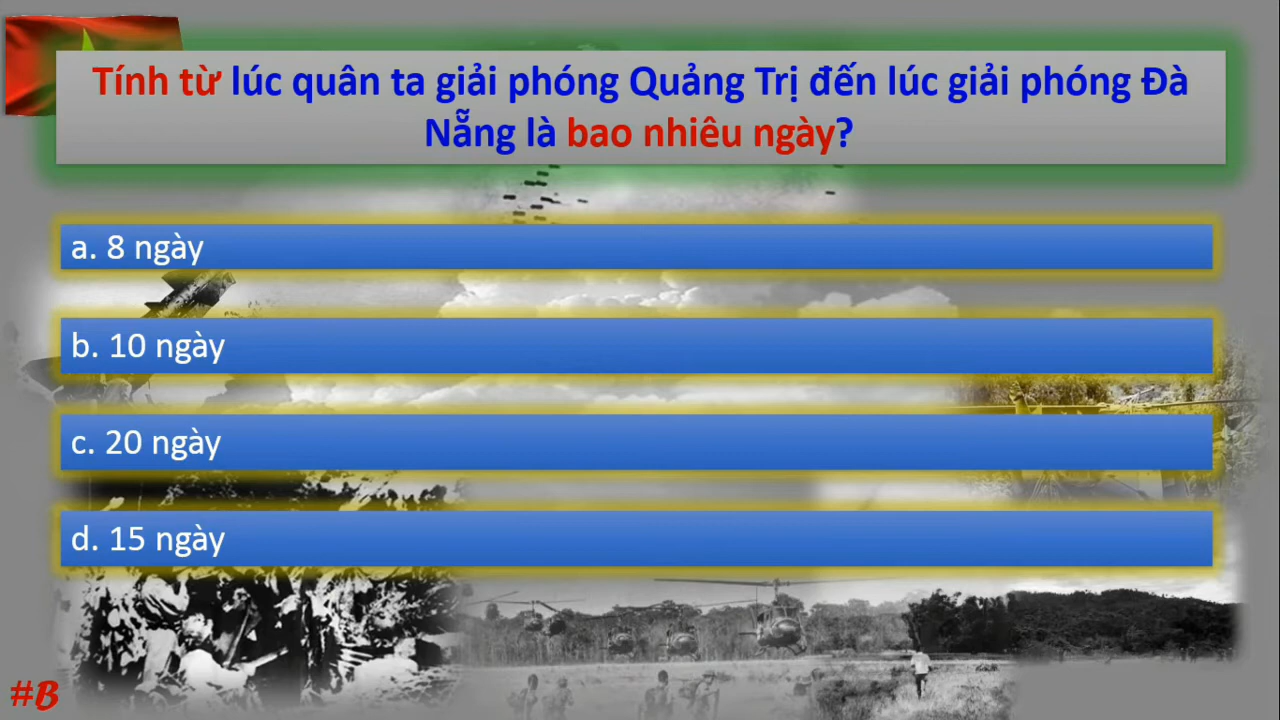 Tính từ lúc quân ta giải phóng Quảng Trị đến lúc giải phóng Đà
Nẵng là bao nhiêu ngày?
a. 8 ngày
b. 10 ngày
c. 20 ngày
d. 15 ngày
#B